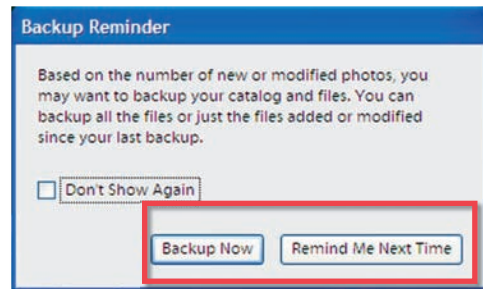 Backup Reminder
Based on the number of new or modified photos, you
may want to backup your catalog and files. You can
backup all the files or just the files added or modified
since your last backup.
Don't Show Again
Backup Now Remind Me Next Time